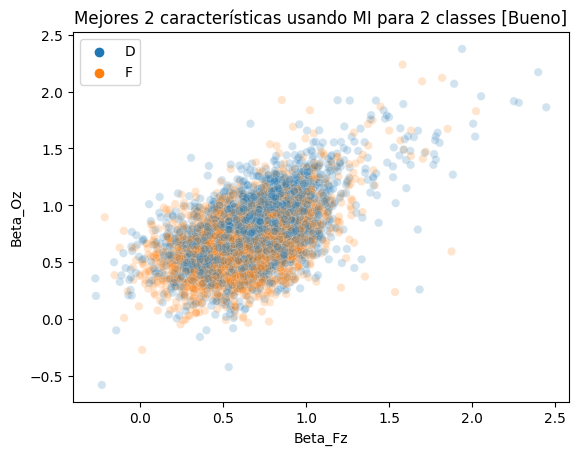 Mejores 2 características usando MI para 2 classes [Bueno]
2.5
2.0
1.5
1.0
0.5
0.0
−0.5
Beta_Oz
D
F
0.0
0.5
1.0
1.5
2.0
2.5
Beta_Fz